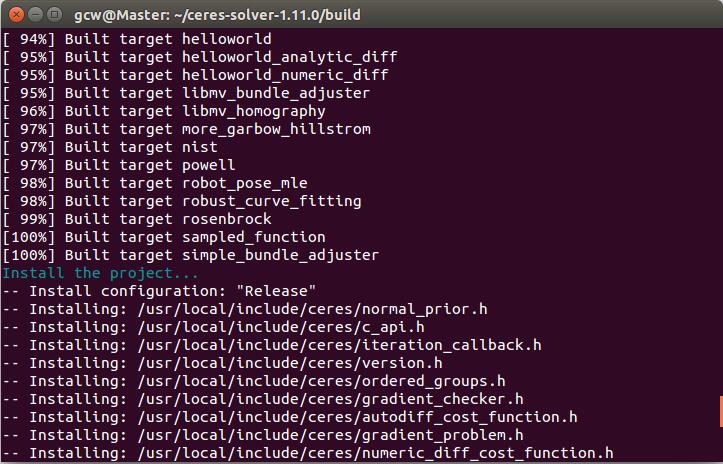 gcw@Master: ~/ceres-solver-1.11.0/build
[ 94%] Built target helloworld
[ 95%] Built target helloworld_analytic_diff
[ 95%] Built target helloworld_numeric_diff
[ 95%] Built target libmv_bundle_adjuster
[ 96%] Built target libmv_homography
[ 97%] Built target more_garbow_hillstrom
[ 97%] Built target nist
[ 97%] Built target powell
[ 98%] Built target robot_pose_mle
[ 98%] Built target robust_curve_fitting
[ 99%] Built target rosenbrock
[100%] Built target sampled_function
[100%] Built target simple_bundle_adjuster
Install the project...
-- Install configuration: "Release"
-- Installing: /usr/local/include/ceres/normal_prior.h
-- Installing: /usr/local/include/ceres/c_api.h
-- Installing: /usr/local/include/ceres/iteration_callback.h
-- Installing: /usr/local/include/ceres/version.h
-- Installing: /usr/local/include/ceres/ordered_groups.h
-- Installing: /usr/local/include/ceres/gradient_checker.h
-- Installing: /usr/local/include/ceres/autodiff_cost_function.h
-- Installing: /usr/local/include/ceres/gradient_problem.h
-- Installing: /usr/local/include/ceres/numeric_diff_cost_function.h